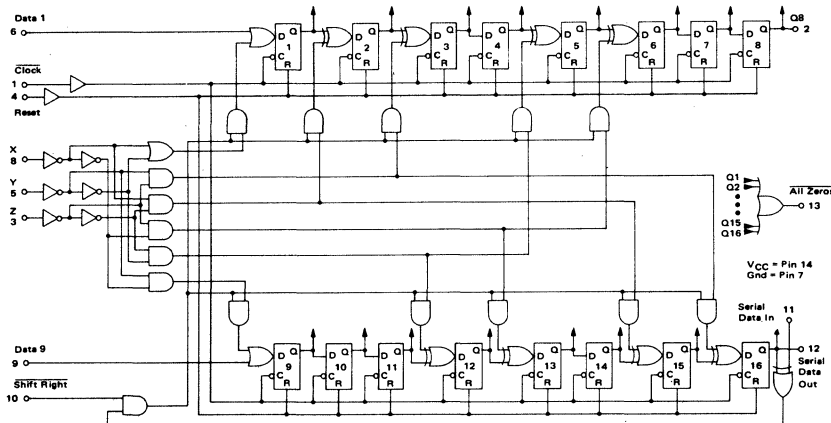 Data 1
6
Clock
1
4
Reset
X
8
Y
5
Z
3
D Q
C
1
R
D Q
C
2
R
D Q
C
3
R
D Q
C
4
R
D Q
C
5
R
D Q
C
6
R
D Q
C
7
R
D Q
C
8
R
Q8
2
Q1
Q2
Q15
Q16
All Zeros
13
VCC = Pin 14
Gnd = Pin 7
Serial
Data In
11
Data 9
9
Shift Right
10
D Q
C
9
R
D Q
C
10
R
D Q
C
11
R
D Q
C
12
R
D Q
C
13
R
D Q
C
14
R
D Q
C
15
R
D Q
C
16
R
12
Serial
Data
Out